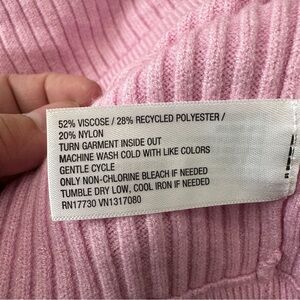 52% VISCOSE / 28% RECYCLED POLYESTER /
20% NYLON
TURN GARMENT INSIDE OUT
MACHINE WASH COLD WITH LIKE COLORS
GENTLE CYCLE
ONLY NON-CHLORINE BLEACH IF NEEDED
TUMBLE DRY LOW, COOL IRON IF NEEDED
RN17730 VN1317080